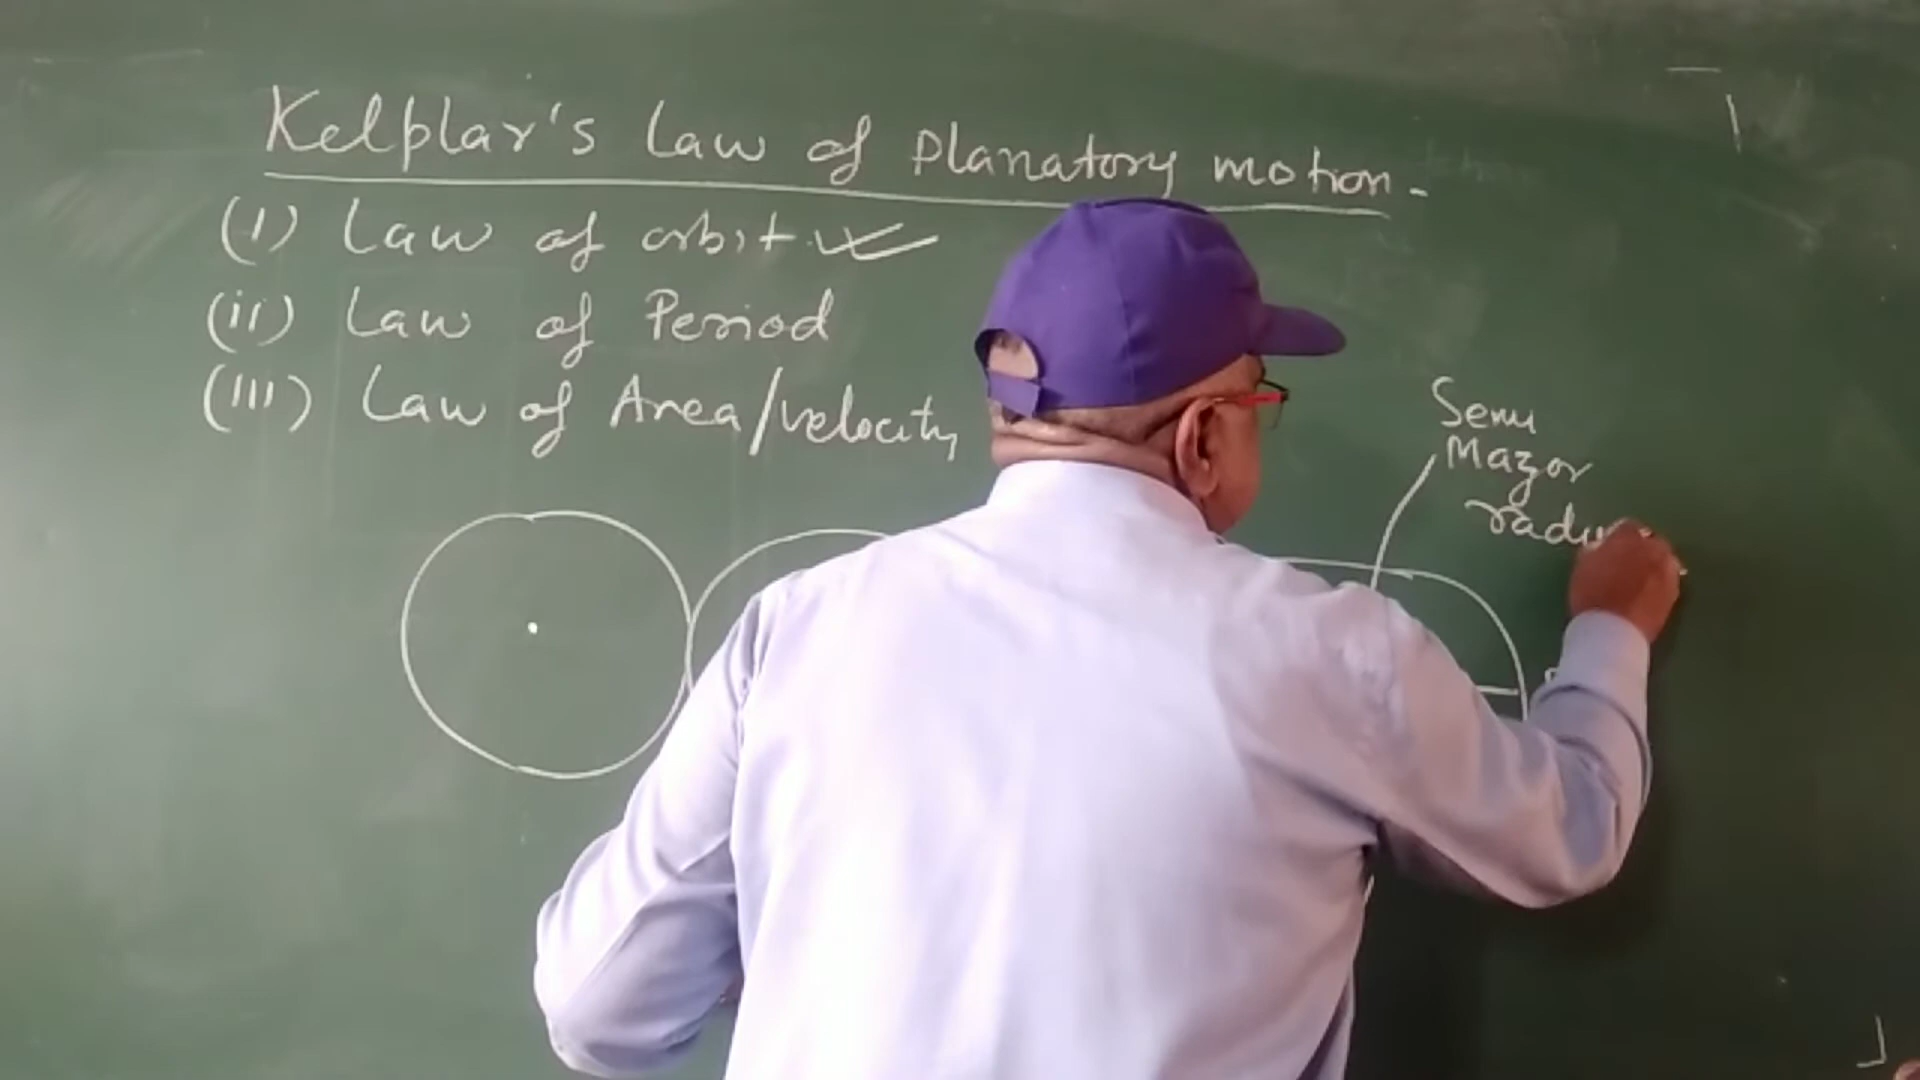 Kelplar's Law of Planatory motion.
(I) Law of orbit
(ii) Law of Period
(III) Law of Area/velocity
Semi
Mazor